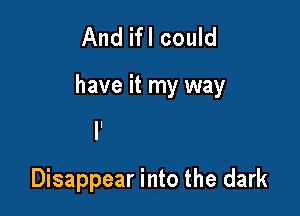 And ifl could
have it my way
I'
Disappear into the dark